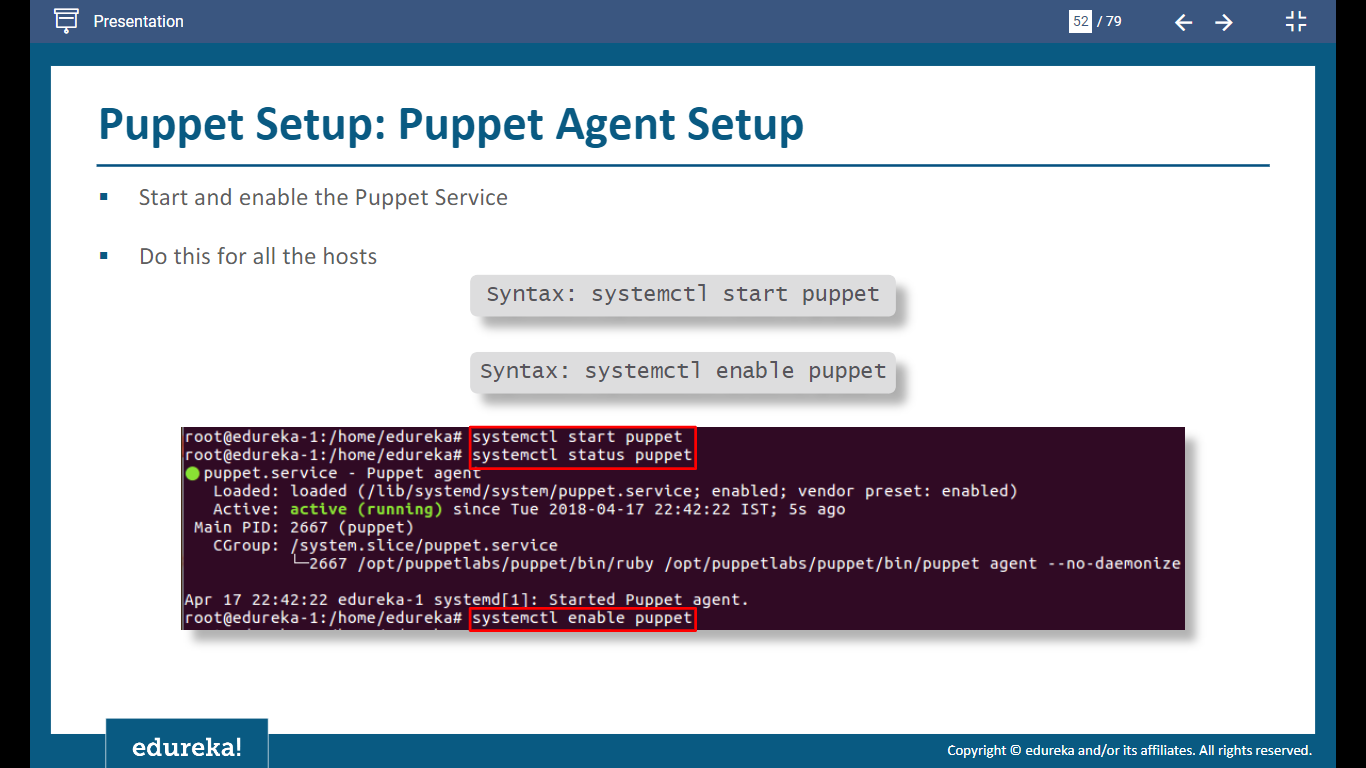 Presentation
52 / 79
Puppet Setup: Puppet Agent Setup
Start and enable the Puppet Service
Do this for all the hosts
Syntax: systemctl start puppet
Syntax: systemctl enable puppet
root@edureka-1:/home/edureka# systemctl start puppet
root@edureka-1:/home/edureka# systemctl status puppet
puppet.service - Puppet agent
Loaded: loaded (/lib/systemd/system/puppet.service; enabled; vendor preset: enabled)
Active: active (running) since Tue 2018-04-17 22:42:22 IST; 5s ago
Main PID: 2667 (puppet)
CGroup: /system.slice/puppet.service
└─2667 /opt/puppetlabs/puppet/bin/ruby /opt/puppetlabs/puppet/bin/puppet agent --no-daemonize
Apr 17 22:42:22 edureka-1 systemd[1]: Started Puppet agent.
root@edureka-1:/home/edureka# systemctl enable puppet
edureka!
Copyright © edureka and/or its affiliates. All rights reserved.